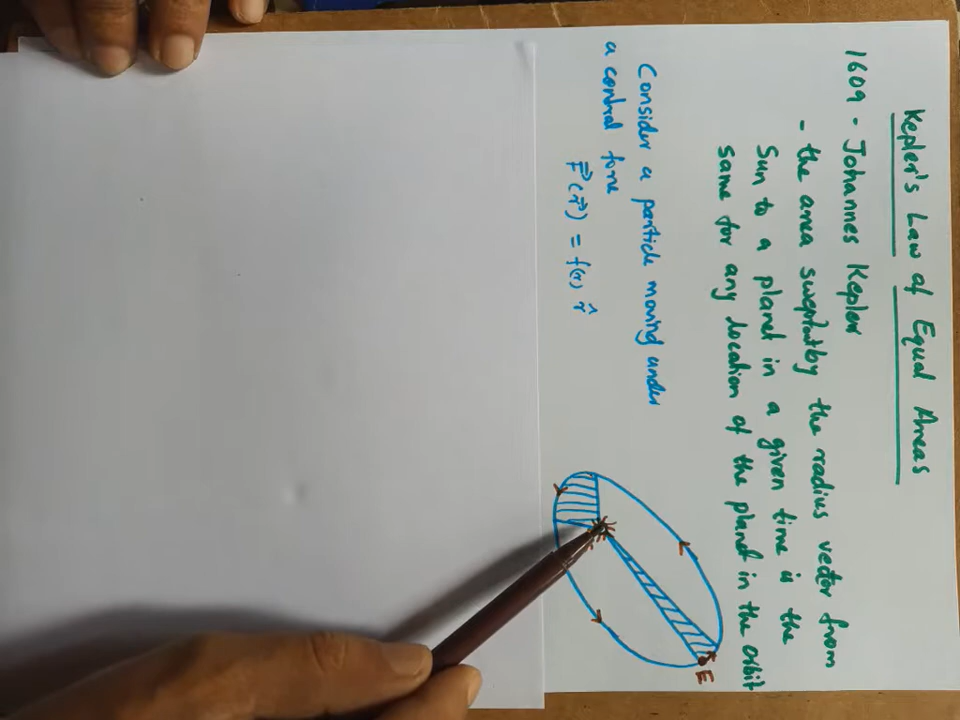 Kepler's Law of Equal Areas
1609 - Johannes Kepler
- the area sweptby the radius vector from
Sun to a planet in a given time is the
same for any location of the planet in the orbit
Consider a particle moving under
a central force
F⃗(r⃗) = f(r) r̂
E